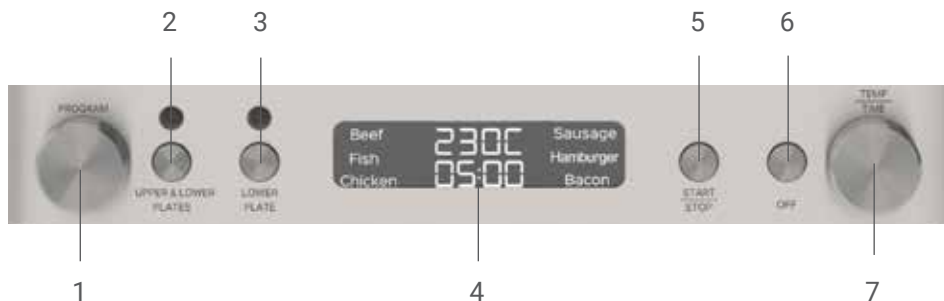 2 3 5 6
PROGRAM
TEMP
TIME
Beef 230C Sausage
Fish Hamburger
Chicken 05:00 Bacon
UPPER & LOWER
PLATES
LOWER
PLATE
START
STOP
OFF
1 4 7